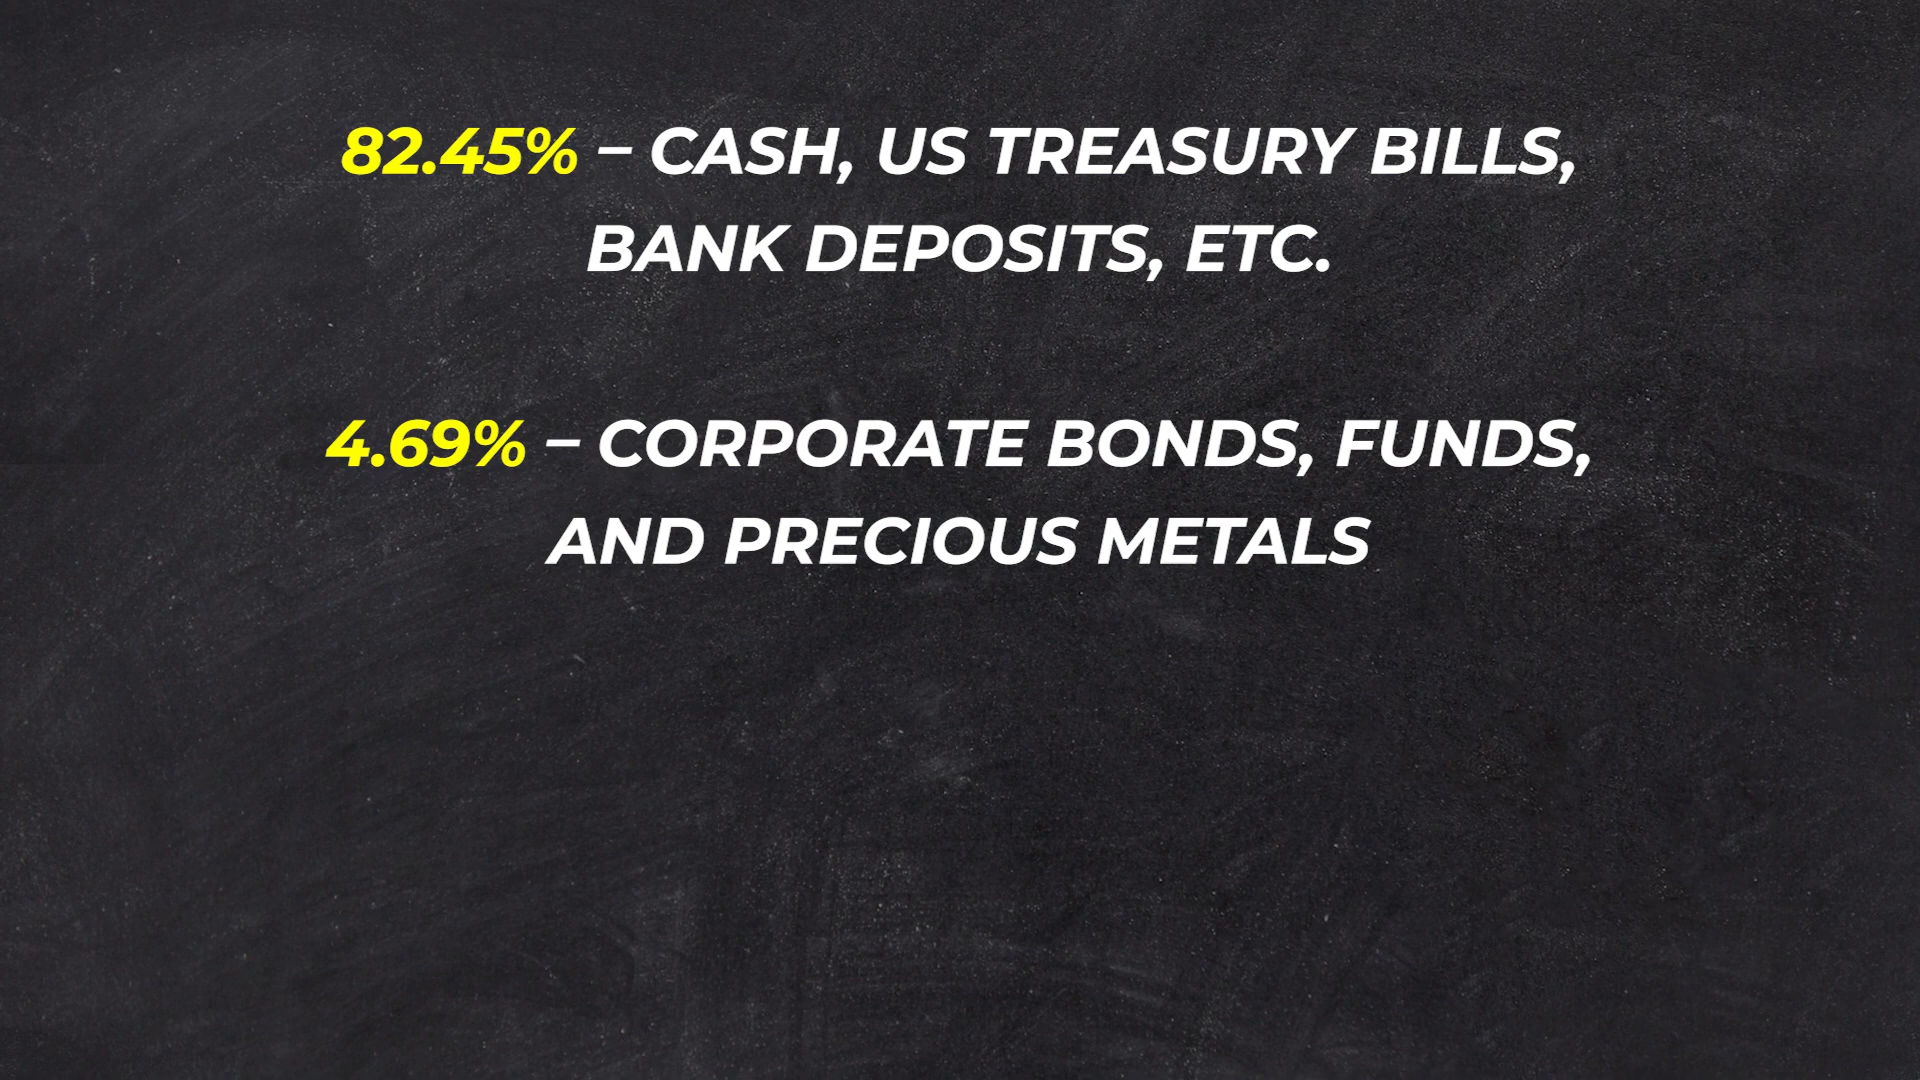 82.45% – CASH, US TREASURY BILLS,
BANK DEPOSITS, ETC.
4.69% – CORPORATE BONDS, FUNDS,
AND PRECIOUS METALS